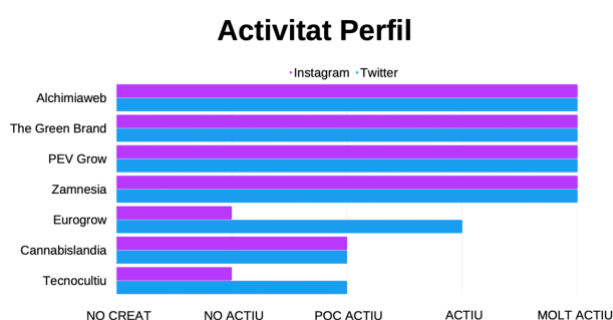 Activitat Perfil
Instagram Twitter
Alchimiaweb
The Green Brand
PEV Grow
Zamnesia
Eurogrow
Cannabislandia
Tecnocultiu
NO CREAT NO ACTIU POC ACTIU ACTIU MOLT ACTIU